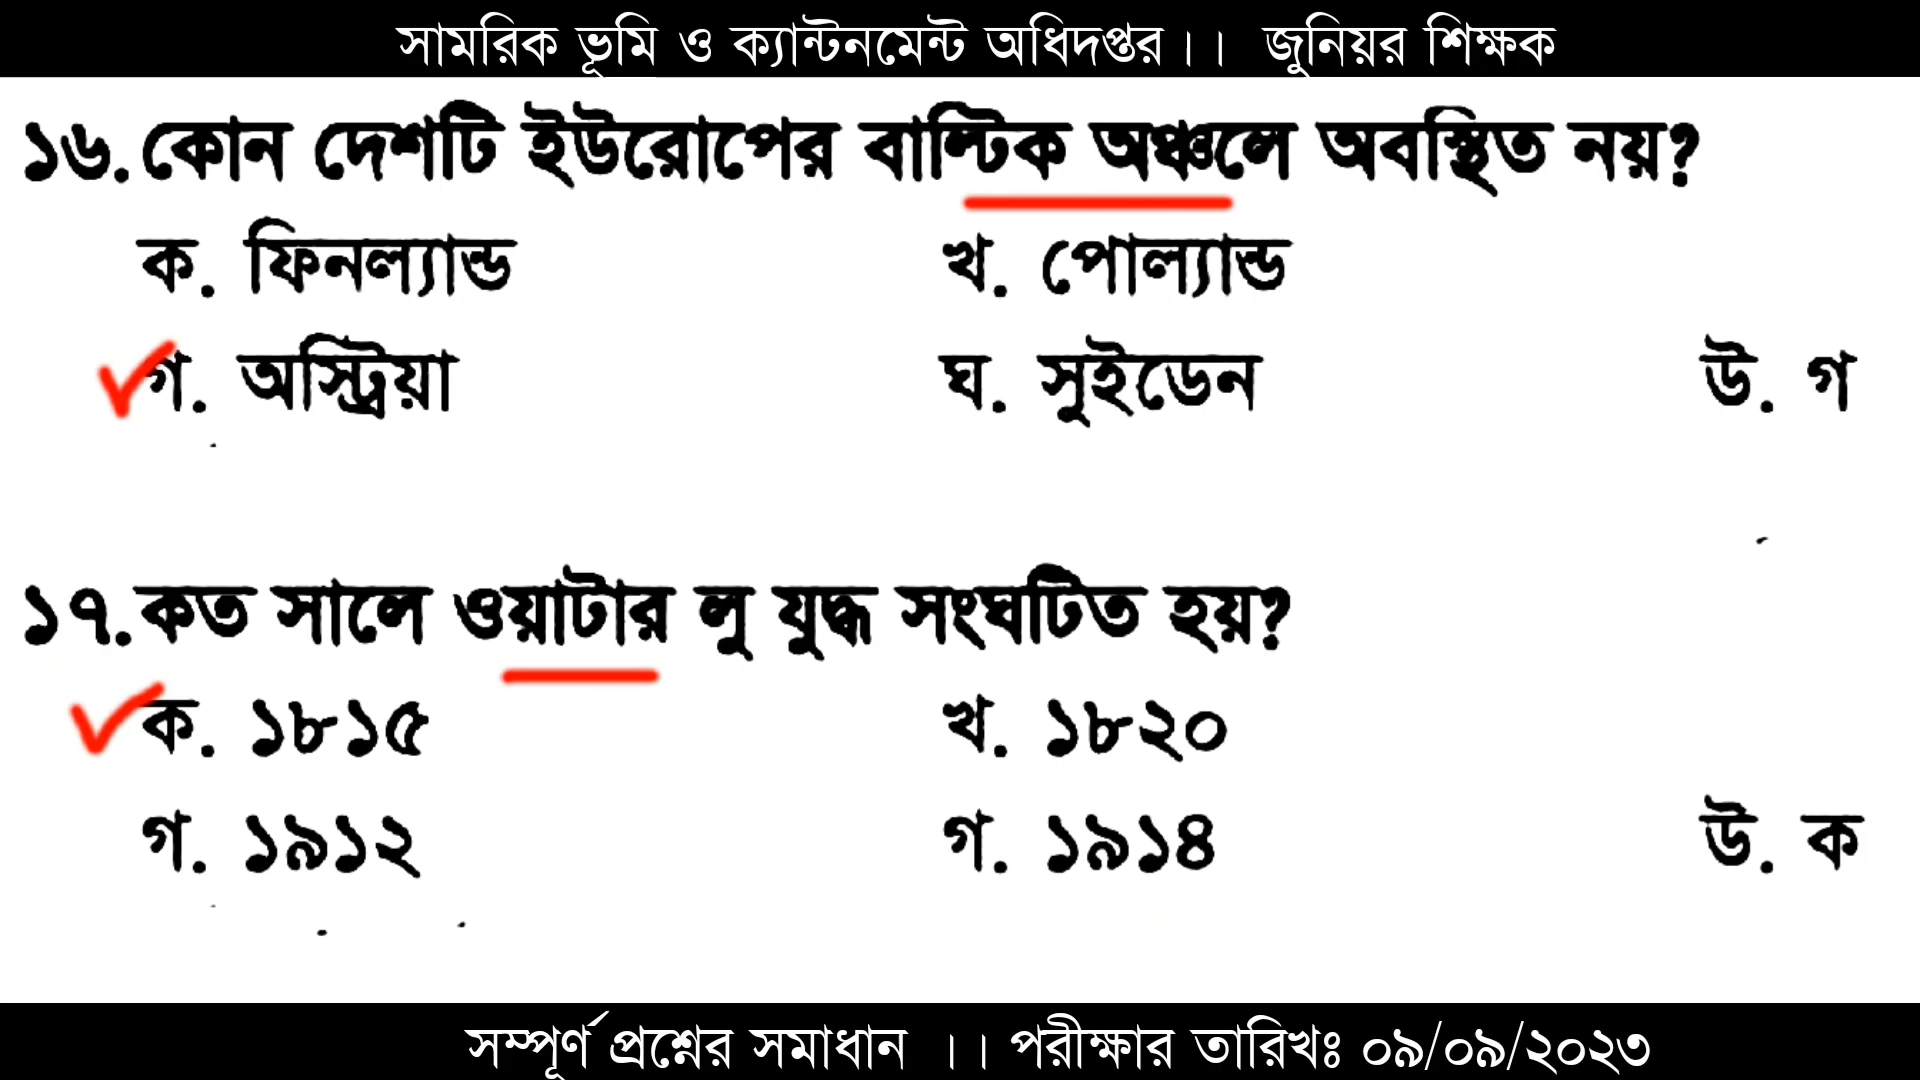 সামরিক ভূমি ও ক্যান্টনমেন্ট অধিদপ্তর।। জুনিয়র শিক্ষক
১৬. কোন দেশটি ইউরোপের বাল্টিক অঞ্চলে অবস্থিত নয়?
ক. ফিনল্যান্ড খ. পোল্যান্ড
গ. অস্ট্রিয়া ঘ. সুইডেন উ. গ
১৭. কত সালে ওয়াটার লু যুদ্ধ সংঘটিত হয়?
ক. ১৮১৫ খ. ১৮২০
গ. ১৯১২ গ. ১৯১৪ উ. ক
সম্পূর্ণ প্রশ্নের সমাধান ।। পরীক্ষার তারিখঃ ০৯/০৯/২০২৩